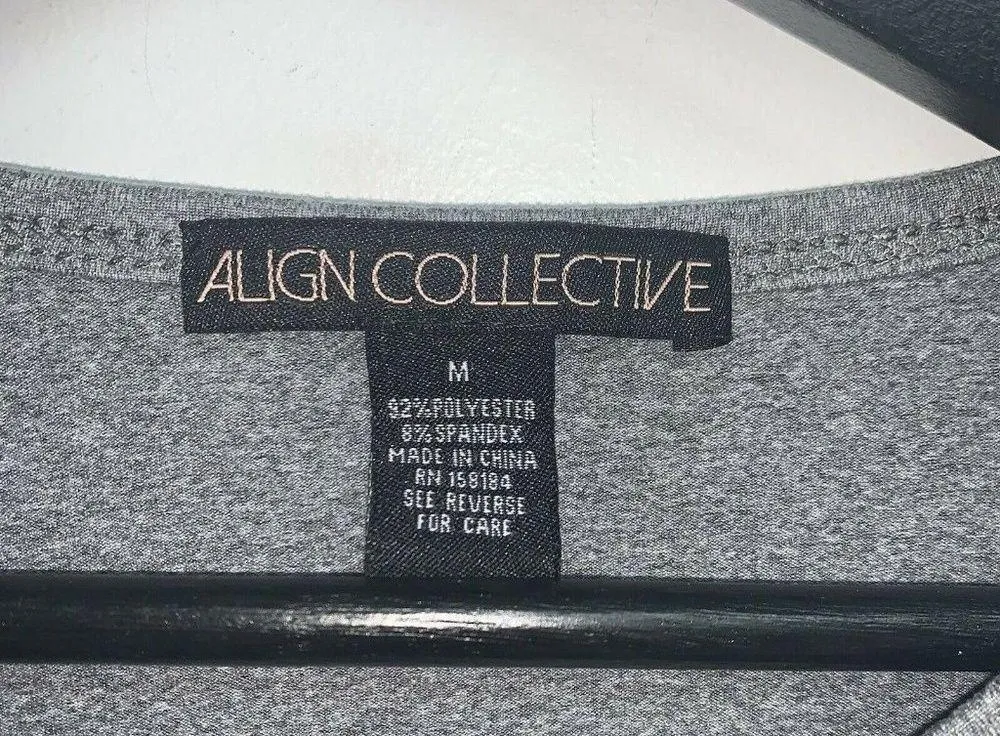 ALIGN COLLECTIVE
M
92%POLYESTER
8%SPANDEX
MADE IN CHINA
RN 158184
SEE REVERSE
FOR CARE